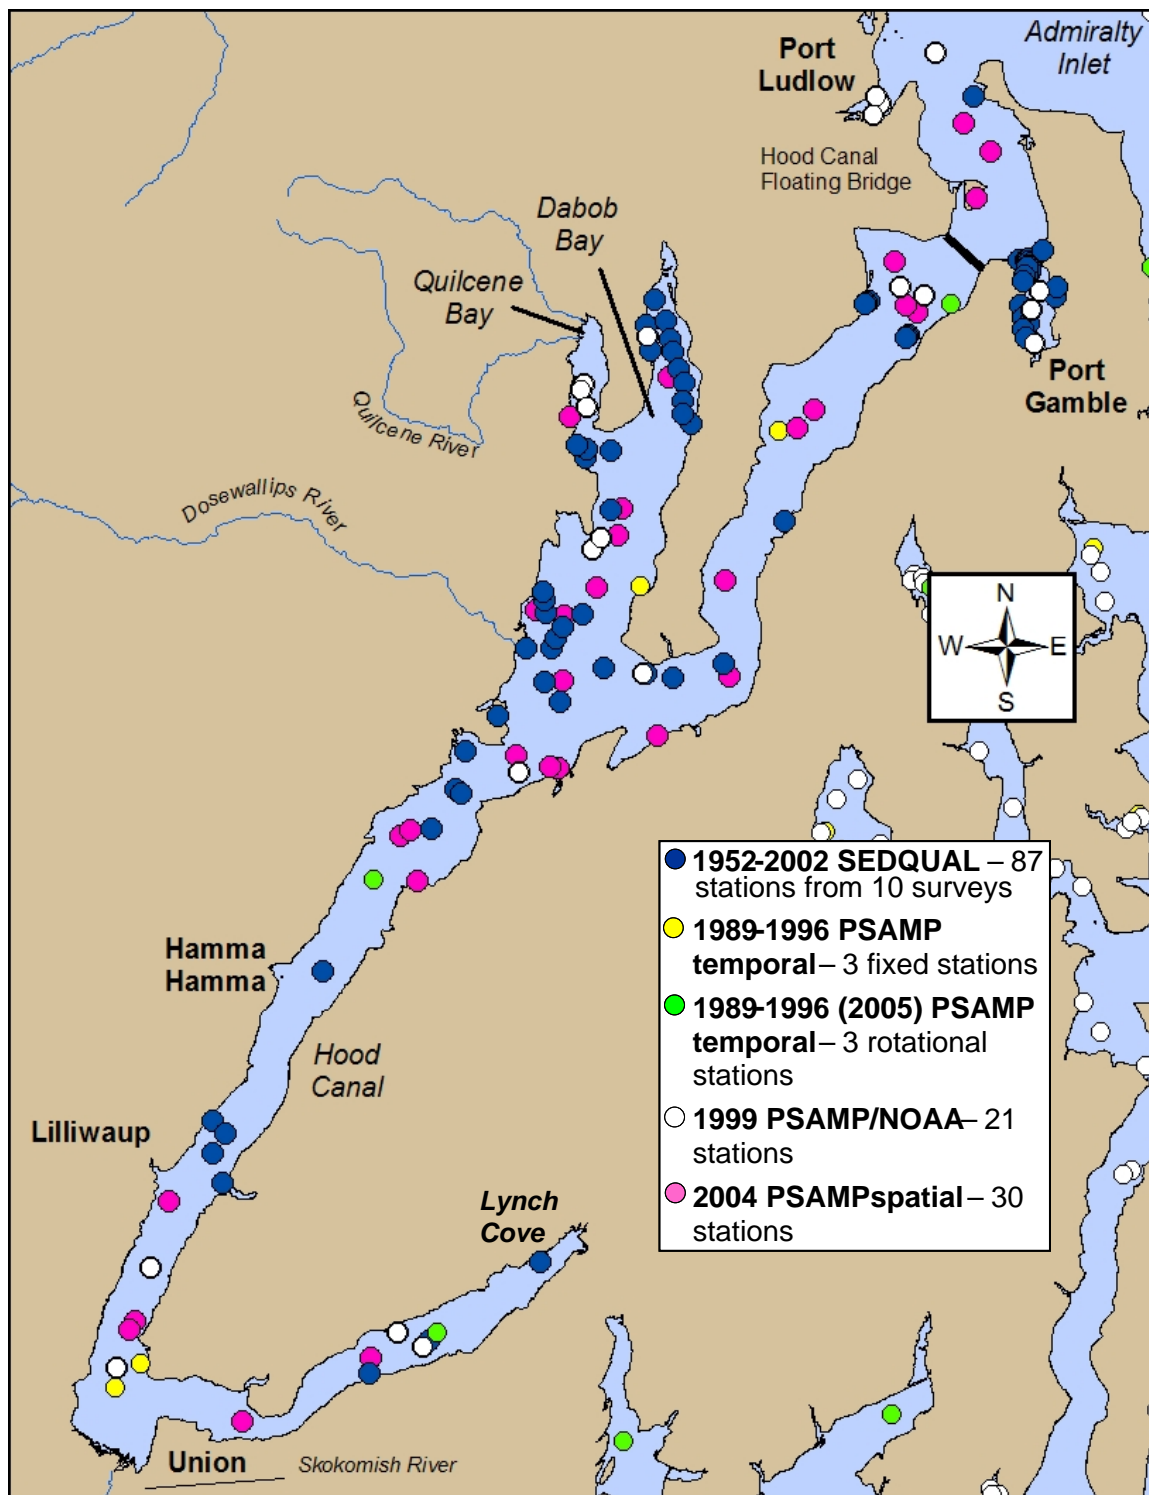 Admiralty
Inlet
Port
Ludlow
Hood Canal
Floating Bridge
Dabob
Bay
Quilcene
Bay
Port
Gamble
Quilcene River
Dosewallips River
N
W
E
S
1952-2002 SEDQUAL – 87
stations from 10 surveys
1989-1996 PSAMP
temporal – 3 fixed stations
1989-1996 (2005) PSAMP
temporal – 3 rotational
stations
1999 PSAMP/NOAA – 21
stations
2004 PSAMPspatial – 30
stations
Hamma
Hamma
Hood
Canal
Lilliwaup
Lynch
Cove
Union
Skokomish River